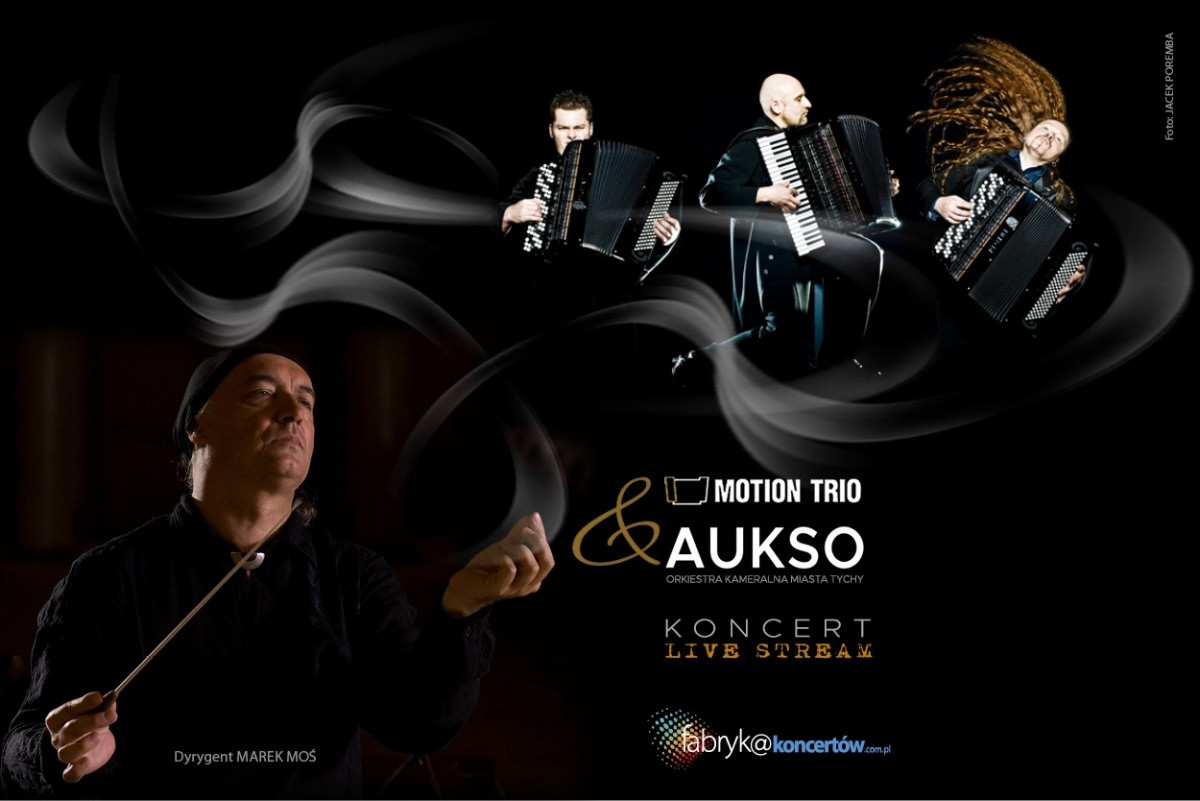 Foto: JACEK POREMBA
& MOTION TRIO
AUKSO
ORKIESTRA KAMERALNA MIASTA TYCHY
KONCERT
LIVE STREAM
fabryk@koncertów.com.pl
Dyrygent MAREK MOŚ